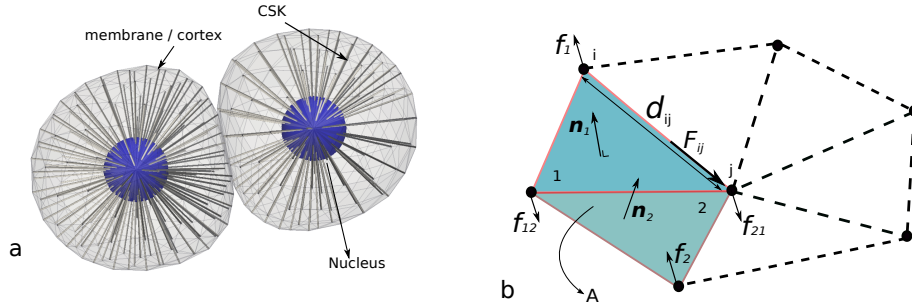 CSK
membrane / cortex
Nucleus
a
f1
i
dij
Fij
n1
j
1
2
n2
f12
f21
f2
A
b